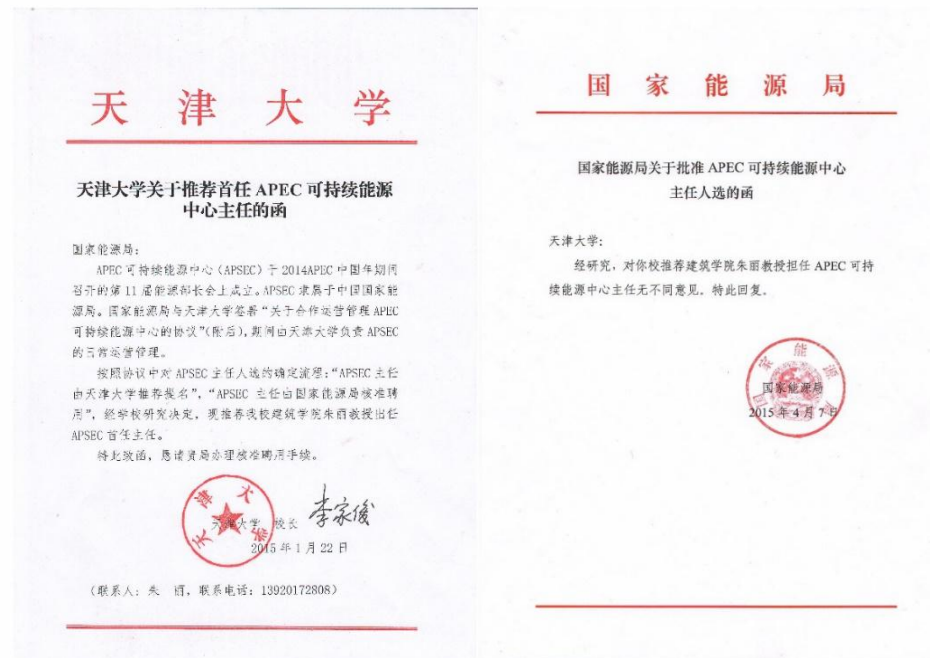 天津大学
天津大学关于推荐首任 APEC 可持续能源
中心主任的函
国家能源局：
APEC 可持续能源中心（APSEC）于 2014APEC 中国年期间
召开的第 11 届能源部长会上成立。APSEC 隶属于中国国家能
源局。国家能源局与天津大学签署“关于合作运营管理 APEC
可持续能源中心的协议”（附后），期间由天津大学负责 APSEC
的日常运营管理。
按照协议中对 APSEC 主任人选的确定流程：“APSEC 主任
由天津大学推荐提名”，“APSEC 主任由国家能源局核准聘
用”，经学校研究决定，现推荐我校建筑学院朱丽教授出任
APSEC 首任主任。
特此致函，恳请贵局办理核准聘用手续。
天津大学
天津大学 校长 李家俊
2015 年 1 月 22 日
（联系人：朱 丽，联系电话：13920172808）
国家能源局
国家能源局关于批准 APEC 可持续能源中心
主任人选的函
天津大学：
经研究，对你校推荐建筑学院朱丽教授担任 APEC 可持
续能源中心主任无不同意见。特此回复。
国家能源局
国家能源局
2015 年 4 月 7 日